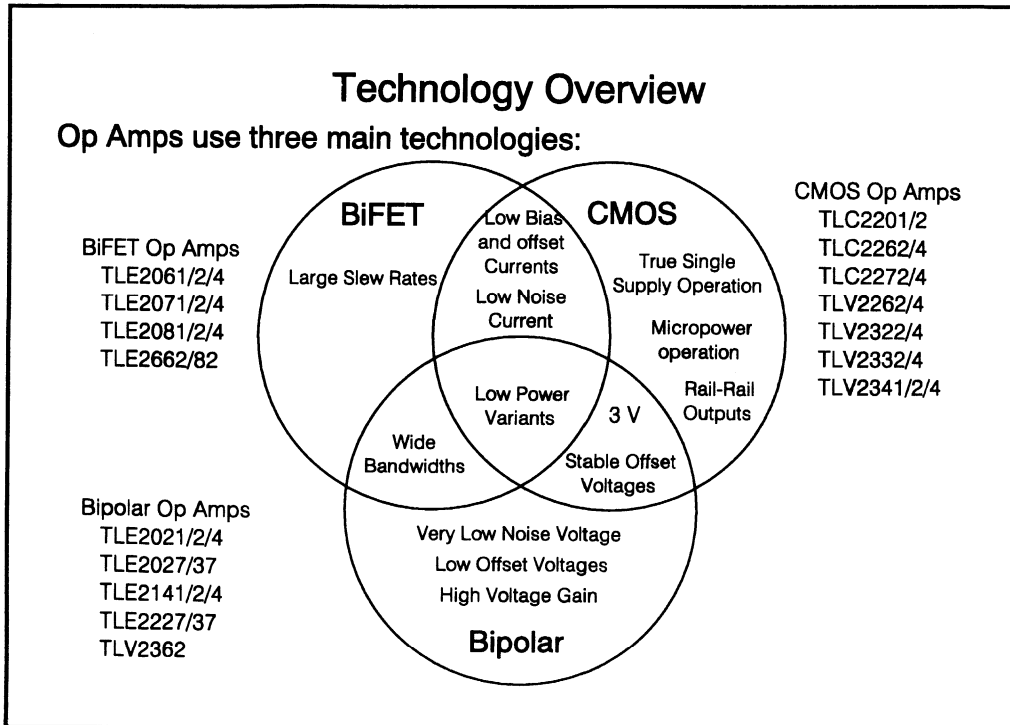 Technology Overview
Op Amps use three main technologies:
BiFET
Large Slew Rates
Low Bias
and offset
Currents
Low Noise
Current
CMOS
True Single
Supply Operation
Micropower
operation
Rail-Rail
Outputs
Low Power
Variants
3 V
Stable Offset
Voltages
Wide
Bandwidths
Very Low Noise Voltage
Low Offset Voltages
High Voltage Gain
Bipolar
BiFET Op Amps
TLE2061/2/4
TLE2071/2/4
TLE2081/2/4
TLE2662/82
CMOS Op Amps
TLC2201/2
TLC2262/4
TLC2272/4
TLV2262/4
TLV2322/4
TLV2332/4
TLV2341/2/4
Bipolar Op Amps
TLE2021/2/4
TLE2027/37
TLE2141/2/4
TLE2227/37
TLV2362